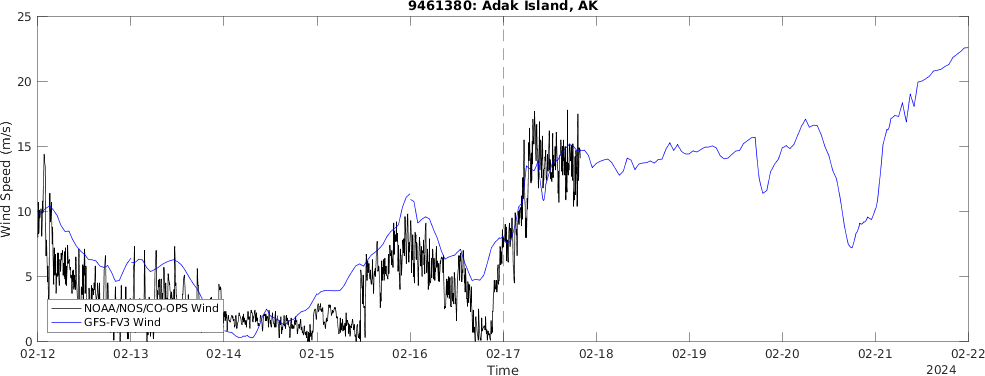 9461380: Adak Island, AK
Wind Speed (m/s)
25
20
15
10
5
0
NOAA/NOS/CO-OPS Wind
GFS-FV3 Wind
02-12 02-13 02-14 02-15 02-16 02-17 02-18 02-19 02-20 02-21 02-22
Time
2024